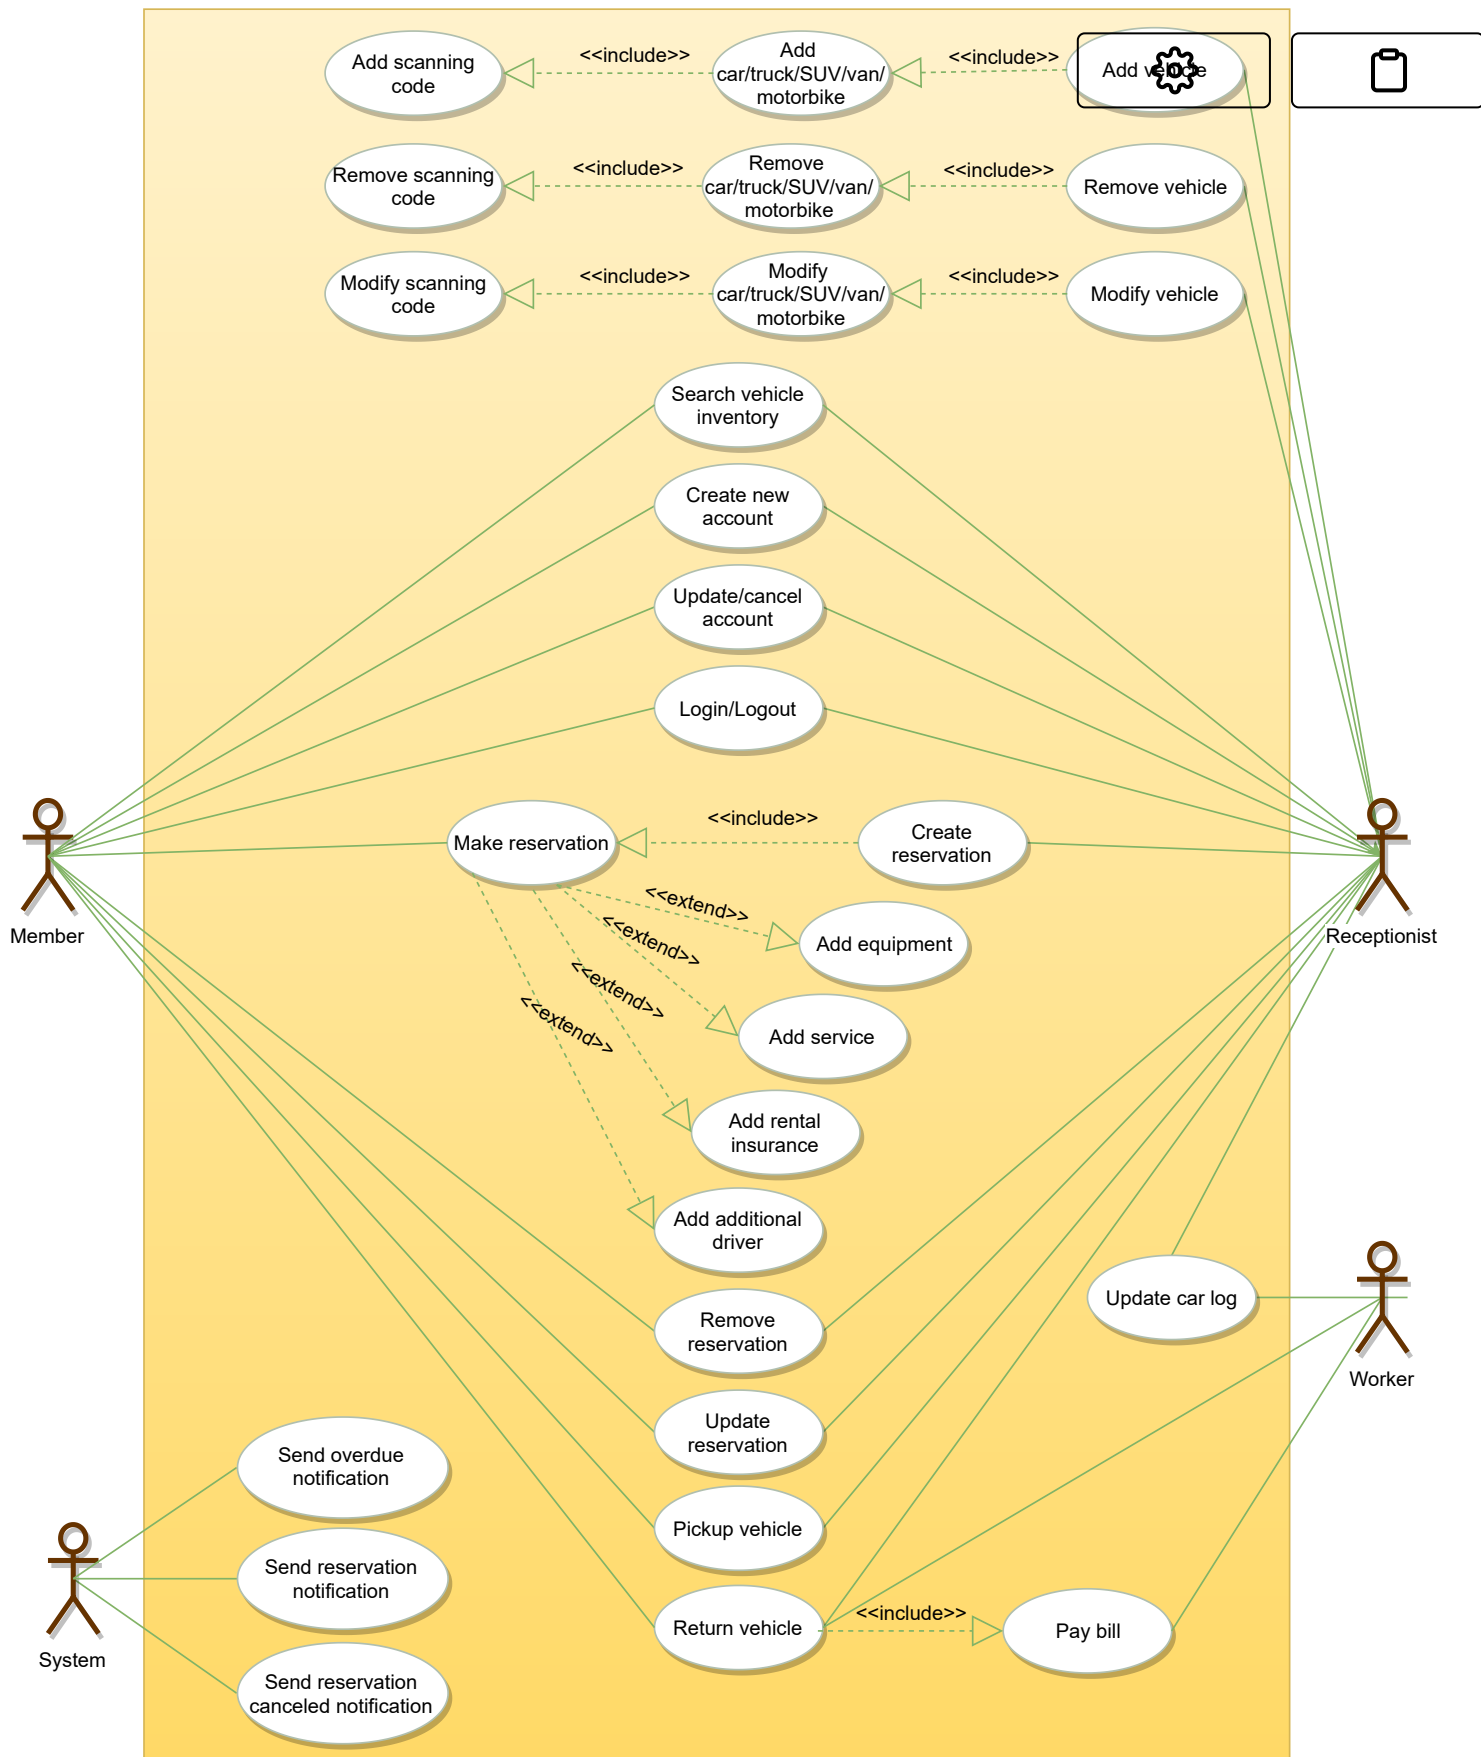 Add scanning
code
<<include>>
Add
car/truck/SUV/van/
motorbike
<<include>>
Add vehicle
Remove scanning
code
<<include>>
Remove
car/truck/SUV/van/
motorbike
<<include>>
Remove vehicle
Modify scanning
code
<<include>>
Modify
car/truck/SUV/van/
motorbike
<<include>>
Modify vehicle
Search vehicle
inventory
Create new
account
Update/cancel
account
Login/Logout
Make reservation
<<include>>
Create
reservation
Member
Receptionist
<<extend>>
Add equipment
<<extend>>
Add service
<<extend>>
Add rental
insurance
<<extend>>
Add additional
driver
Remove
reservation
Update car log
Worker
Update
reservation
Send overdue
notification
Pickup vehicle
Send reservation
notification
Return vehicle
<<include>>
Pay bill
System
Send reservation
canceled notification